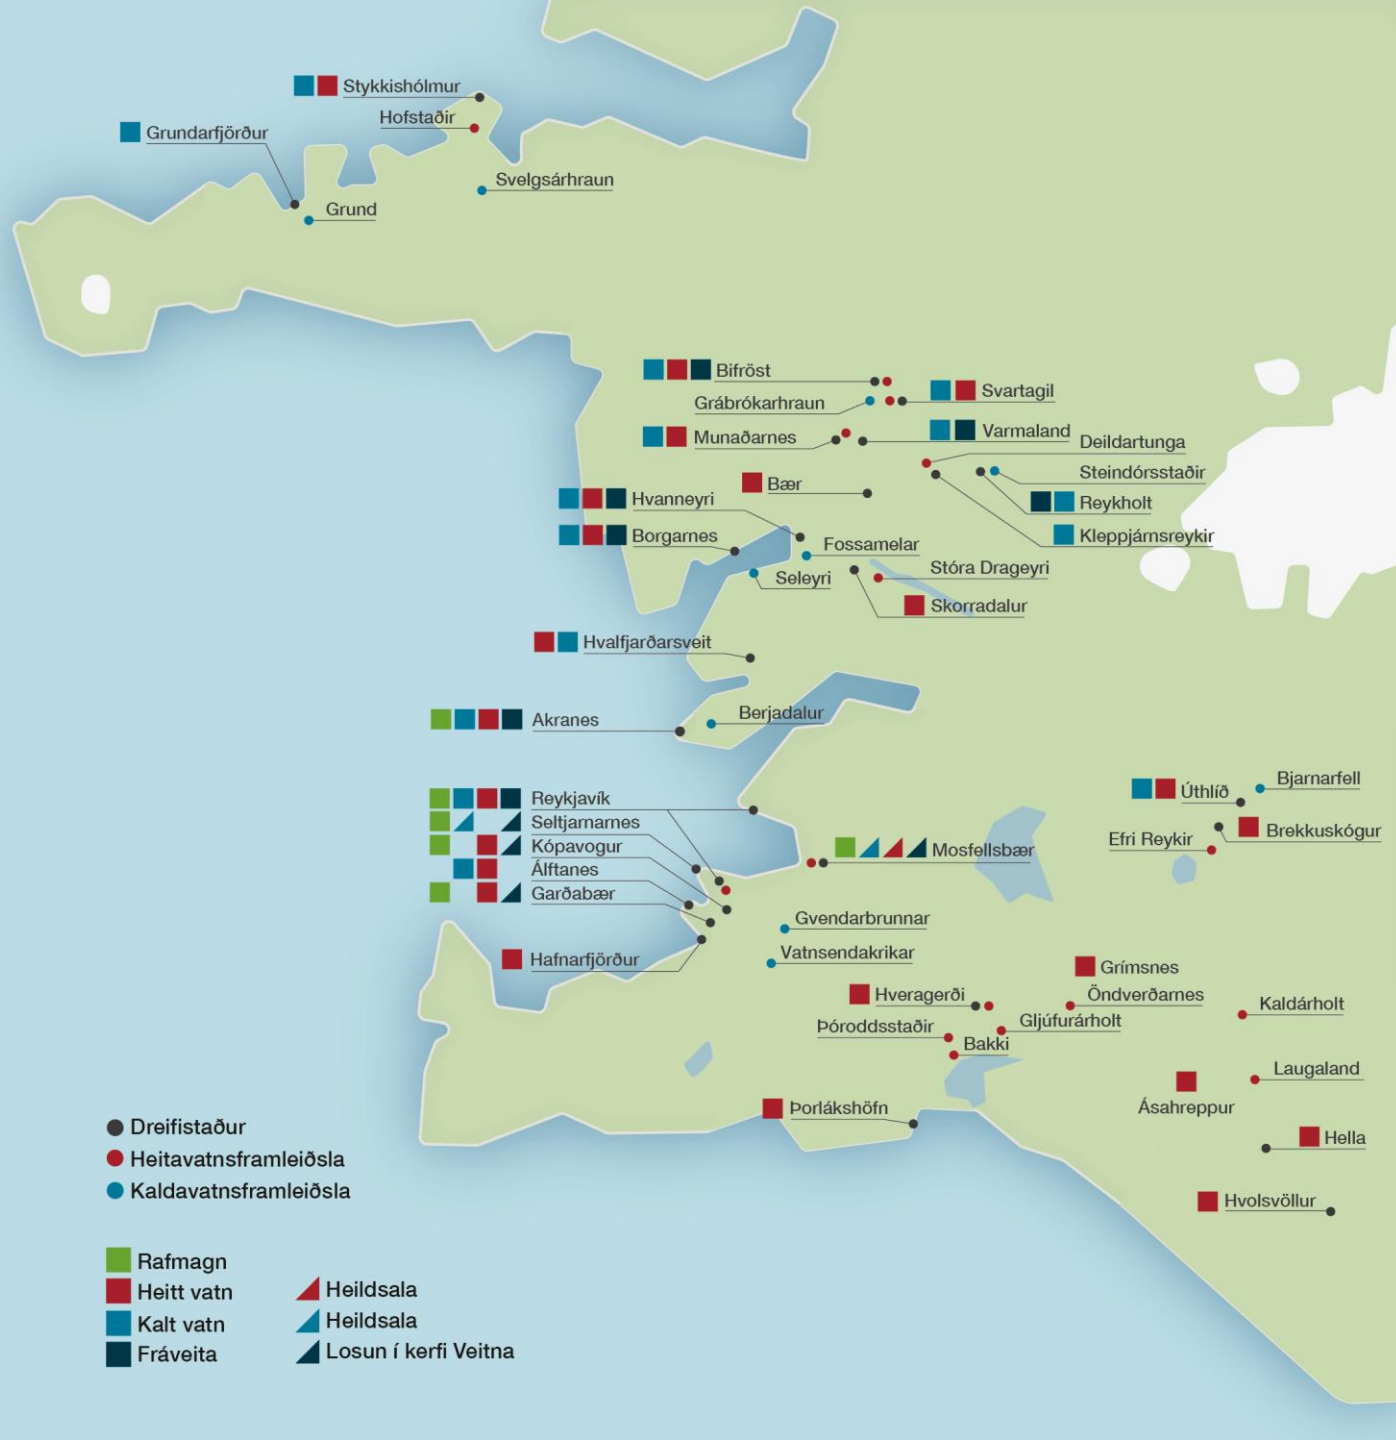 Stykkishólmur
Hofstaðir
Grundarfjörður
Svelgsárhraun
Grund
Bifröst
Svartagil
Grábrókarhraun
Varmaland
Munaðarnes
Deildartunga
Steindórsstaðir
Bær
Hvanneyri
Reykholt
Borgarnes
Kleppjárnsreykir
Fossamelar
Stóra Drageyri
Seleyri
Skorradalur
Hvalfjarðarsveit
Berjadalur
Akranes
Bjarnarfell
Úthlíð
Reykjavík
Seltjarnarnes
Brekkuskógur
Efri Reykir
Kópavogur
Mosfellsbær
Álftanes
Garðabær
Gvendarbrunnar
Vatnsendakrikar
Hafnarfjörður
Grímsnes
Hveragerði
Öndverðarnes
Kaldárholt
Þóroddsstaðir
Gljúfurárholt
Bakki
Laugaland
Ásahreppur
Þorlákshöfn
Hella
Hvolsvöllur
Dreifistaður
Heitavatnsframleiðsla
Kaldavatnsframleiðsla
Rafmagn
Heitt vatn
Heildsala
Kalt vatn
Heildsala
Fráveita
Losun í kerfi Veitna